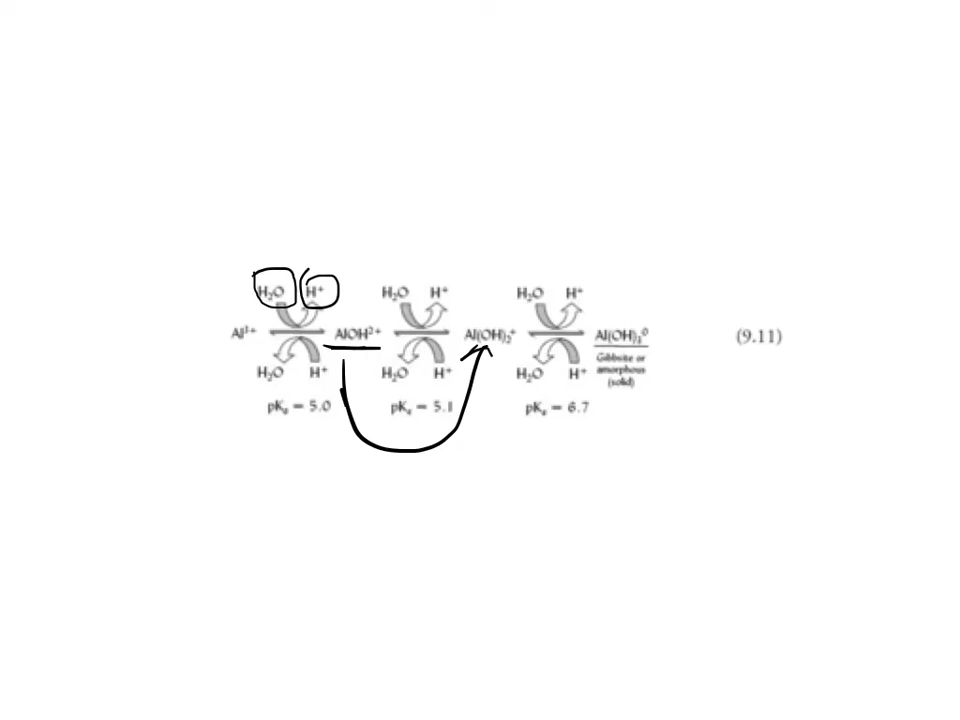 H₂O H⁺ H₂O H⁺ H₂O H⁺
Al³⁺ AlOH²⁺ Al(OH)₂⁺ Al(OH)₃⁰ (9.11)
H₂O H⁺ H₂O H⁺ H₂O H⁺
Gibbsite or
amorphous
(solid)
pKₐ = 5.0 pKₐ = 5.1 pKₐ = 6.7